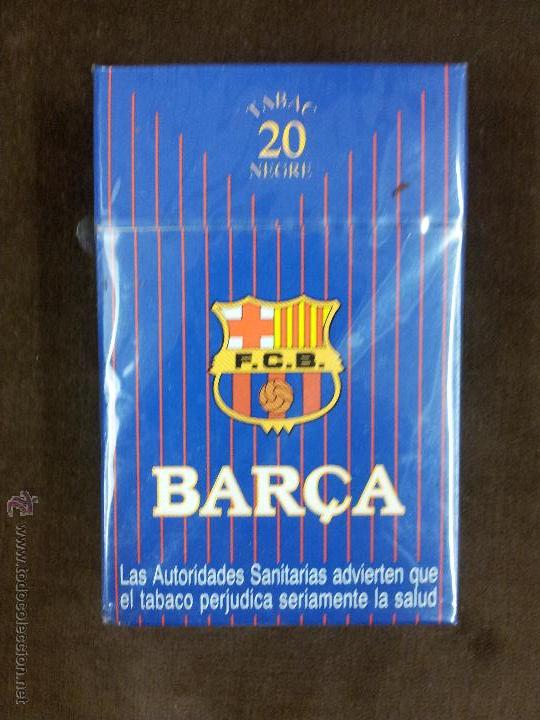 TABAC
20
NEGRE
F.C.B.
BARÇA
Las Autoridades Sanitarias advierten que
el tabaco perjudica seriamente la salud
© www.todocoleccion.net